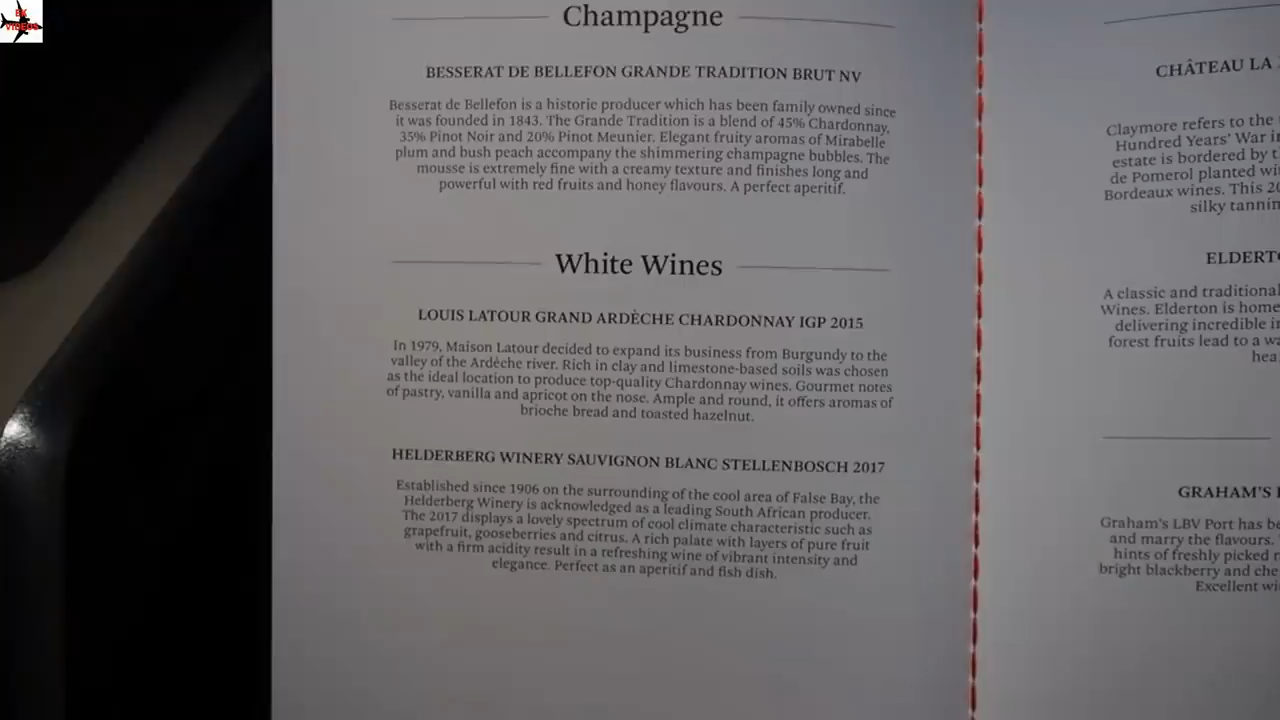 BK
VIDEOS
Champagne
BESSERAT DE BELLEFON GRANDE TRADITION BRUT NV
Besserat de Bellefon is a historic producer which has been family owned since
it was founded in 1843. The Grande Tradition is a blend of 45% Chardonnay,
35% Pinot Noir and 20% Pinot Meunier. Elegant fruity aromas of Mirabelle
plum and bush peach accompany the shimmering champagne bubbles. The
mousse is extremely fine with a creamy texture and finishes long and
powerful with red fruits and honey flavours. A perfect aperitif.
White Wines
LOUIS LATOUR GRAND ARDÈCHE CHARDONNAY IGP 2015
In 1979, Maison Latour decided to expand its business from Burgundy to the
valley of the Ardèche river. Rich in clay and limestone-based soils was chosen
as the ideal location to produce top-quality Chardonnay wines. Gourmet notes
of pastry, vanilla and apricot on the nose. Ample and round, it offers aromas of
brioche bread and toasted hazelnut.
HELDERBERG WINERY SAUVIGNON BLANC STELLENBOSCH 2017
Established since 1906 on the surrounding of the cool area of False Bay, the
Helderberg Winery is acknowledged as a leading South African producer.
The 2017 displays a lovely spectrum of cool climate characteristic such as
grapefruit, gooseberries and citrus. A rich palate with layers of pure fruit
with a firm acidity result in a refreshing wine of vibrant intensity and
elegance. Perfect as an aperitif and fish dish.
CHÂTEAU LA
Claymore refers to the
Hundred Years' War i
estate is bordered by t
de Pomerol planted wi
Bordeaux wines. This 20
silky tannin
ELDERT
A classic and traditional
Wines. Elderton is home
delivering incredible i
forest fruits lead to a wa
hea
GRAHAM'S
Graham's LBV Port has be
and marry the flavours.
hints of freshly picked
bright blackberry and che
Excellent wi